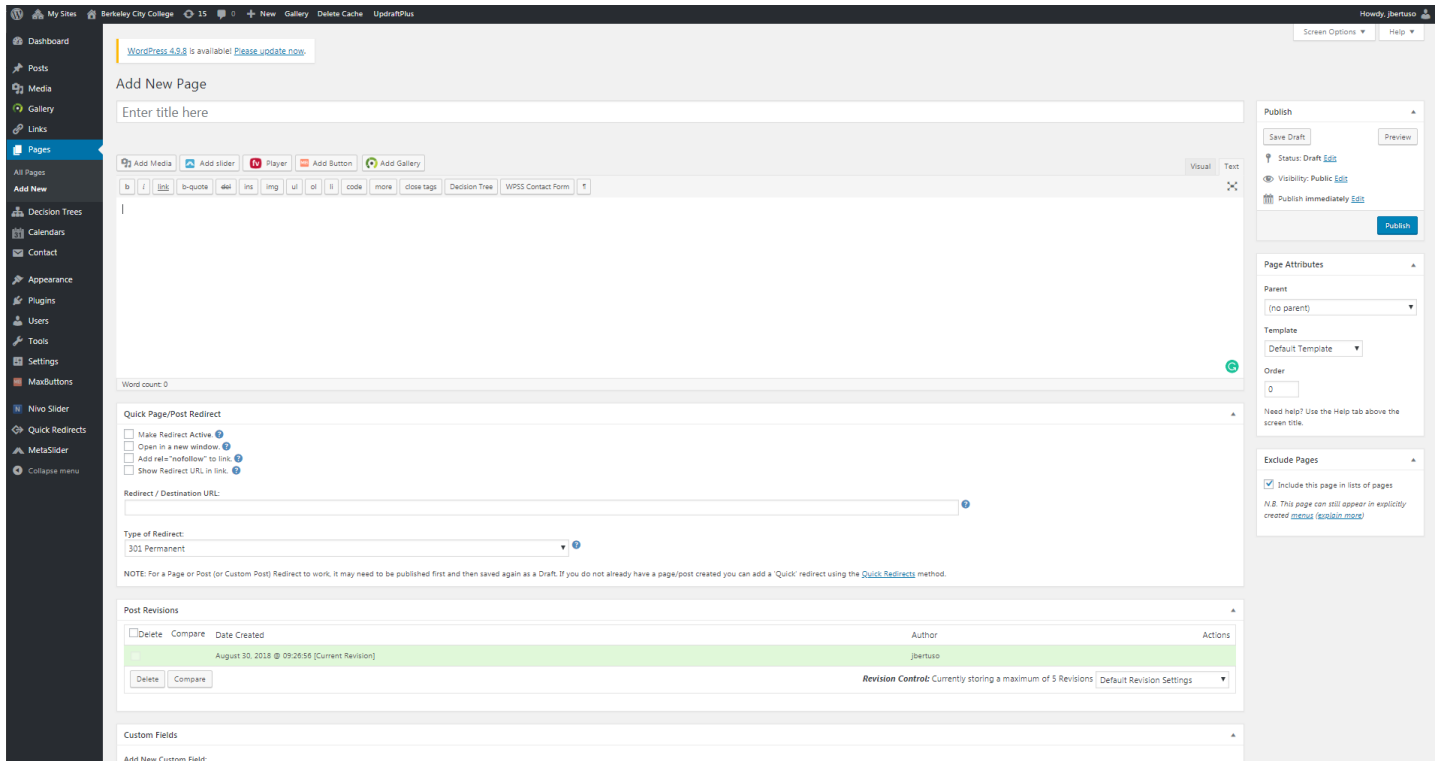 My Sites Berkeley City College 15 0 New Gallery Delete Cache UpdraftPlus Howdy, jbertuso
Dashboard
Posts
Media
Gallery
Links
Pages
All Pages
Add New
Decision Trees
Calendars
Contact
Appearance
Plugins
Users
Tools
Settings
MaxButtons
Nivo Slider
Quick Redirects
MetaSlider
Collapse menu
Screen Options ▼ Help ▼
WordPress 4.9.8 is available! Please update now.
Add New Page
Enter title here
Add Media Add slider fv Player Add Button Add Gallery
Visual Text
b i link b-quote del ins img ul ol li code more close tags Decision Tree WPSS Contact Form ¶
Word count: 0
Quick Page/Post Redirect
Make Redirect Active.
Open in a new window.
Add rel="nofollow" to link.
Show Redirect URL in link.
Redirect / Destination URL:
Type of Redirect:
301 Permanent
NOTE: For a Page or Post (or Custom Post) Redirect to work, it may need to be published first and then saved again as a Draft. If you do not already have a page/post created you can add a 'Quick' redirect using the Quick Redirects method.
Post Revisions
Delete Compare Date Created Author Actions
August 30, 2018 @ 09:26:56 [Current Revision] jbertuso
Delete Compare Revision Control: Currently storing a maximum of 5 Revisions Default Revision Settings
Custom Fields
Add New Custom Field:
Publish
Save Draft Preview
Status: Draft Edit
Visibility: Public Edit
Publish immediately Edit
Publish
Page Attributes
Parent
(no parent)
Template
Default Template
Order
0
Need help? Use the Help tab above the
screen title.
Exclude Pages
Include this page in lists of pages
N.B. This page can still appear in explicitly
created menus (explain more)